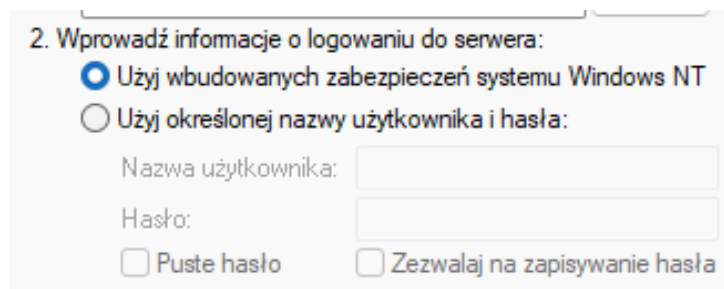 2. Wprowadź informacje o logowaniu do serwera:
Użyj wbudowanych zabezpieczeń systemu Windows NT
Użyj określonej nazwy użytkownika i hasła:
Nazwa użytkownika:
Hasło:
Puste hasło Zezwalaj na zapisywanie hasła